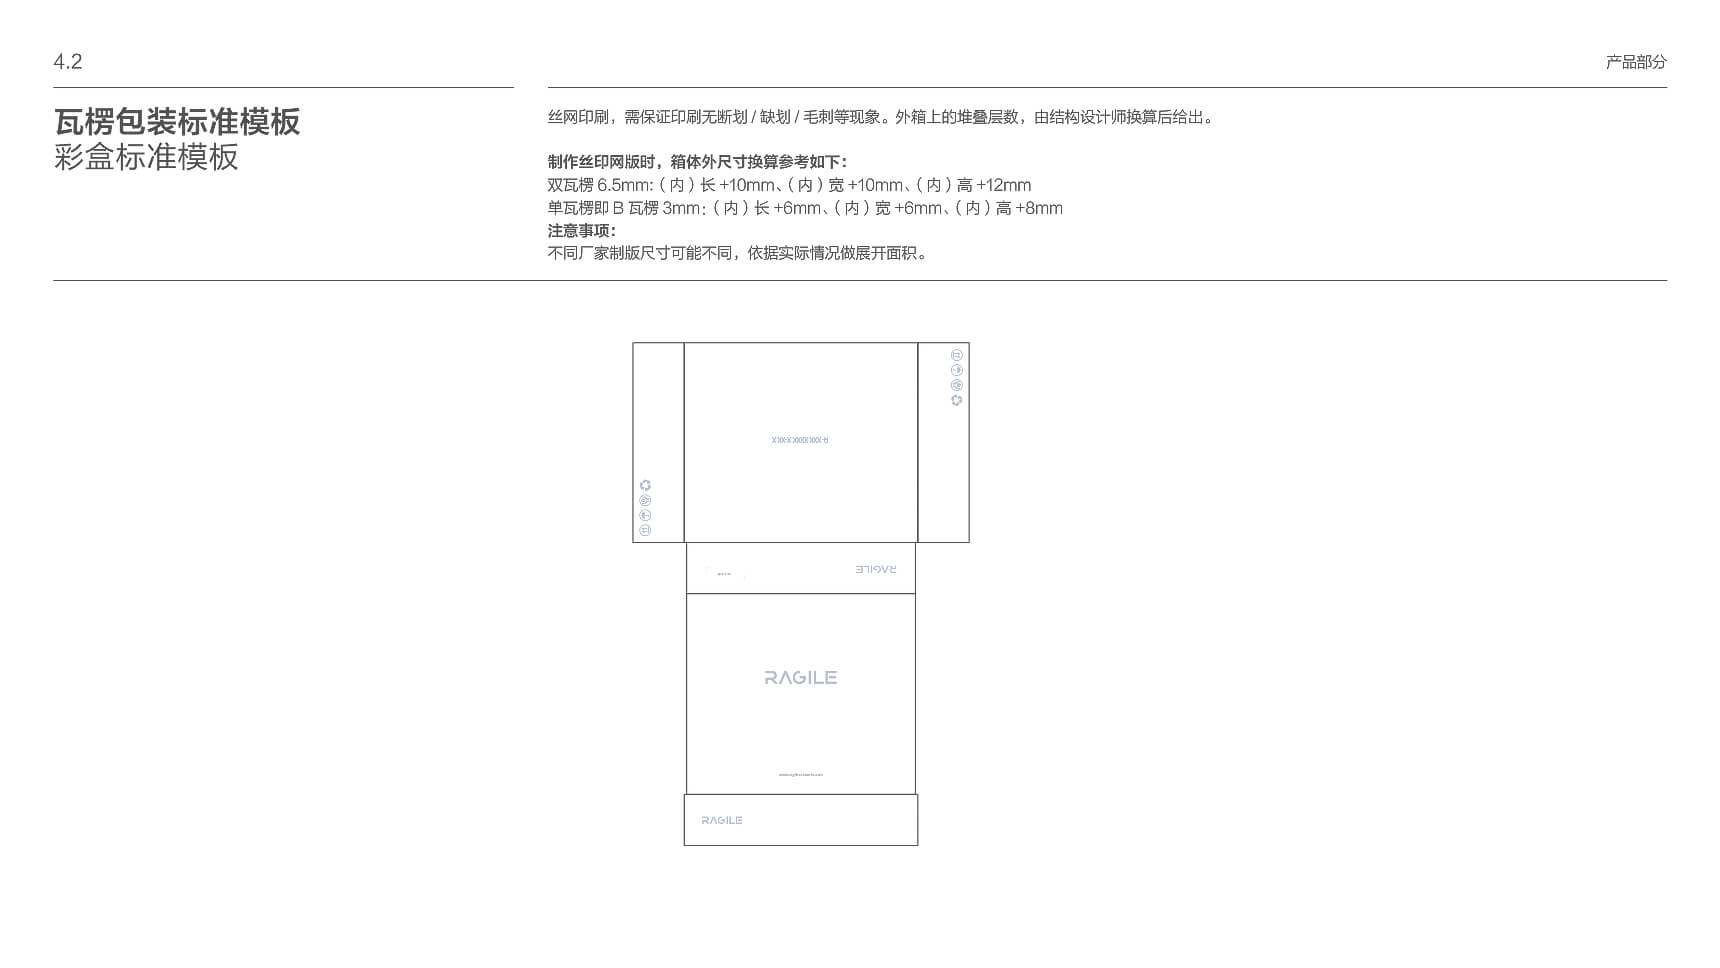 4.2
产品部分
瓦楞包装标准模板
彩盒标准模板
丝网印刷，需保证印刷无断划 / 缺划 / 毛刺等现象。外箱上的堆叠层数，由结构设计师换算后给出。
制作丝印网版时，箱体外尺寸换算参考如下：
双瓦楞 6.5mm:（内）长 +10mm、（内）宽 +10mm、（内）高 +12mm
单瓦楞即 B 瓦楞 3mm:（内）长 +6mm、（内）宽 +6mm、（内）高 +8mm
注意事项：
不同厂家制版尺寸可能不同，依据实际情况做展开面积。
RAGILE
RAGILE
RAGILE